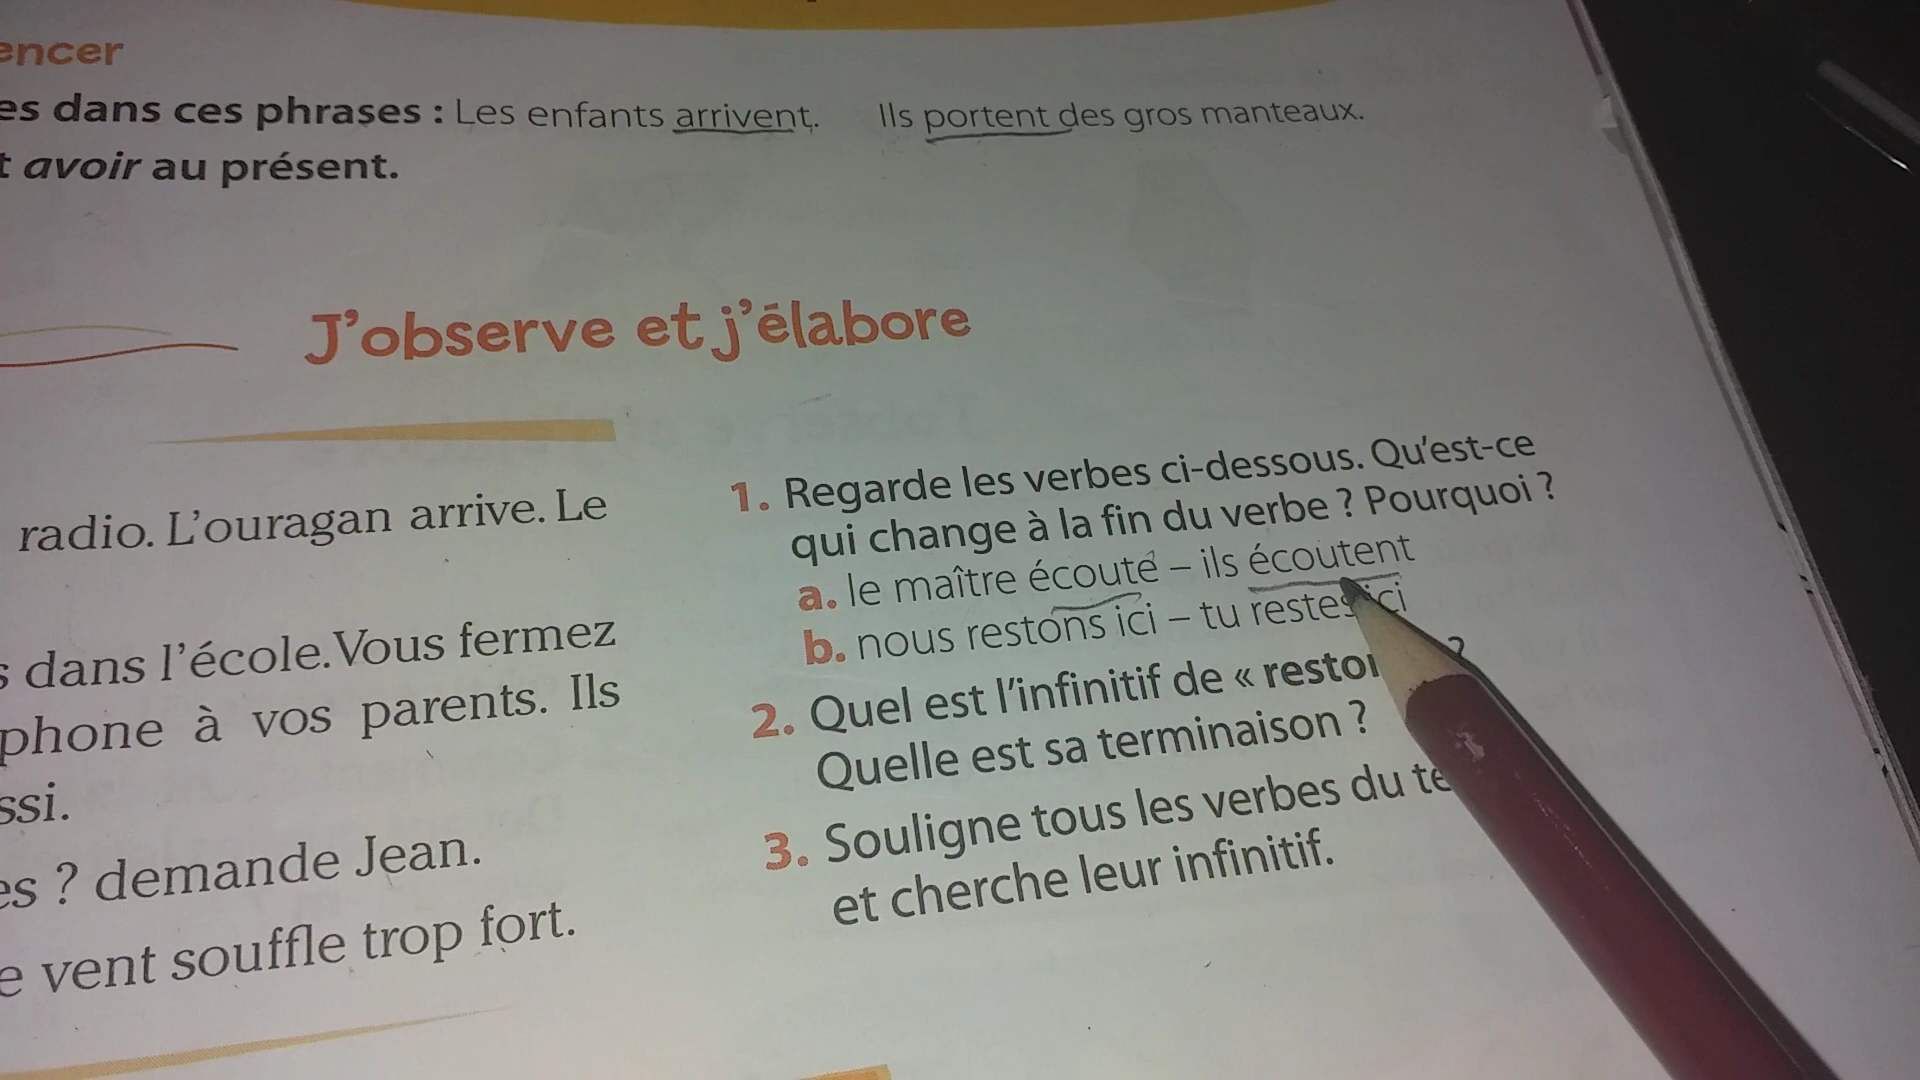 encer
es dans ces phrases : Les enfants arrivent. Ils portent des gros manteaux.
t avoir au présent.
J'observe et j'élabore
radio. L'ouragan arrive. Le
s dans l'école. Vous fermez
phone à vos parents. Ils
ssi.
es ? demande Jean.
e vent souffle trop fort.
1. Regarde les verbes ci-dessous. Qu'est-ce
qui change à la fin du verbe ? Pourquoi ?
a. le maître écouté – ils écoutent
b. nous restons ici – tu restes ici
2. Quel est l'infinitif de « resto ?
Quelle est sa terminaison ?
3. Souligne tous les verbes du te
et cherche leur infinitif.